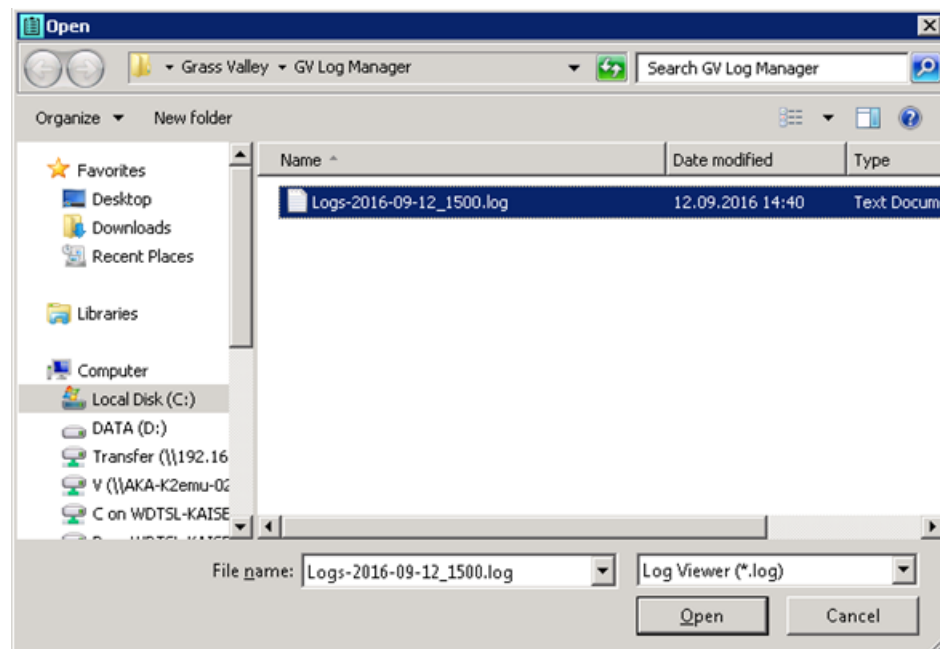 Open
Grass Valley GV Log Manager
Search GV Log Manager
Organize
New folder
Name
Date modified
Type
Favorites
Desktop
Downloads
Recent Places
Libraries
Computer
Local Disk (C:)
DATA (D:)
Transfer (\\192.16
V (\\AKA-K2emu-02
C on WDTSL-KAISE
Logs-2016-09-12_1500.log
12.09.2016 14:40
Text Docum
File name:
Logs-2016-09-12_1500.log
Log Viewer (*.log)
Open
Cancel